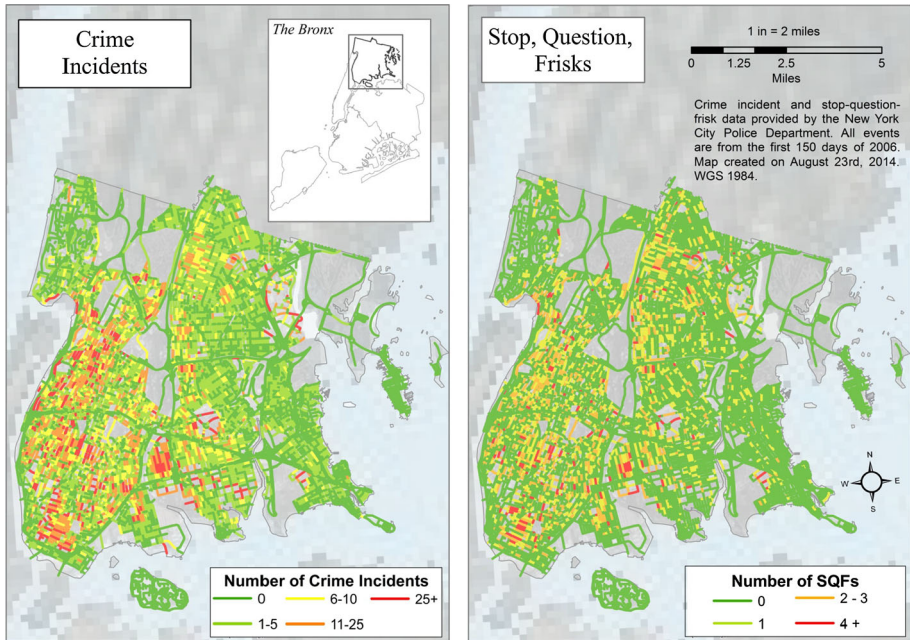 Crime
Incidents
The Bronx
Number of Crime Incidents
0
6-10
25+
1-5
11-25
Stop, Question,
Frisks
1 in = 2 miles
0
1.25
2.5
5
Miles
Crime incident and stop-question-
frisk data provided by the New York
City Police Department. All events
are from the first 150 days of 2006.
Map created on August 23rd, 2014.
WGS 1984.
N
W
E
S
Number of SQFs
0
2 - 3
1
4 +